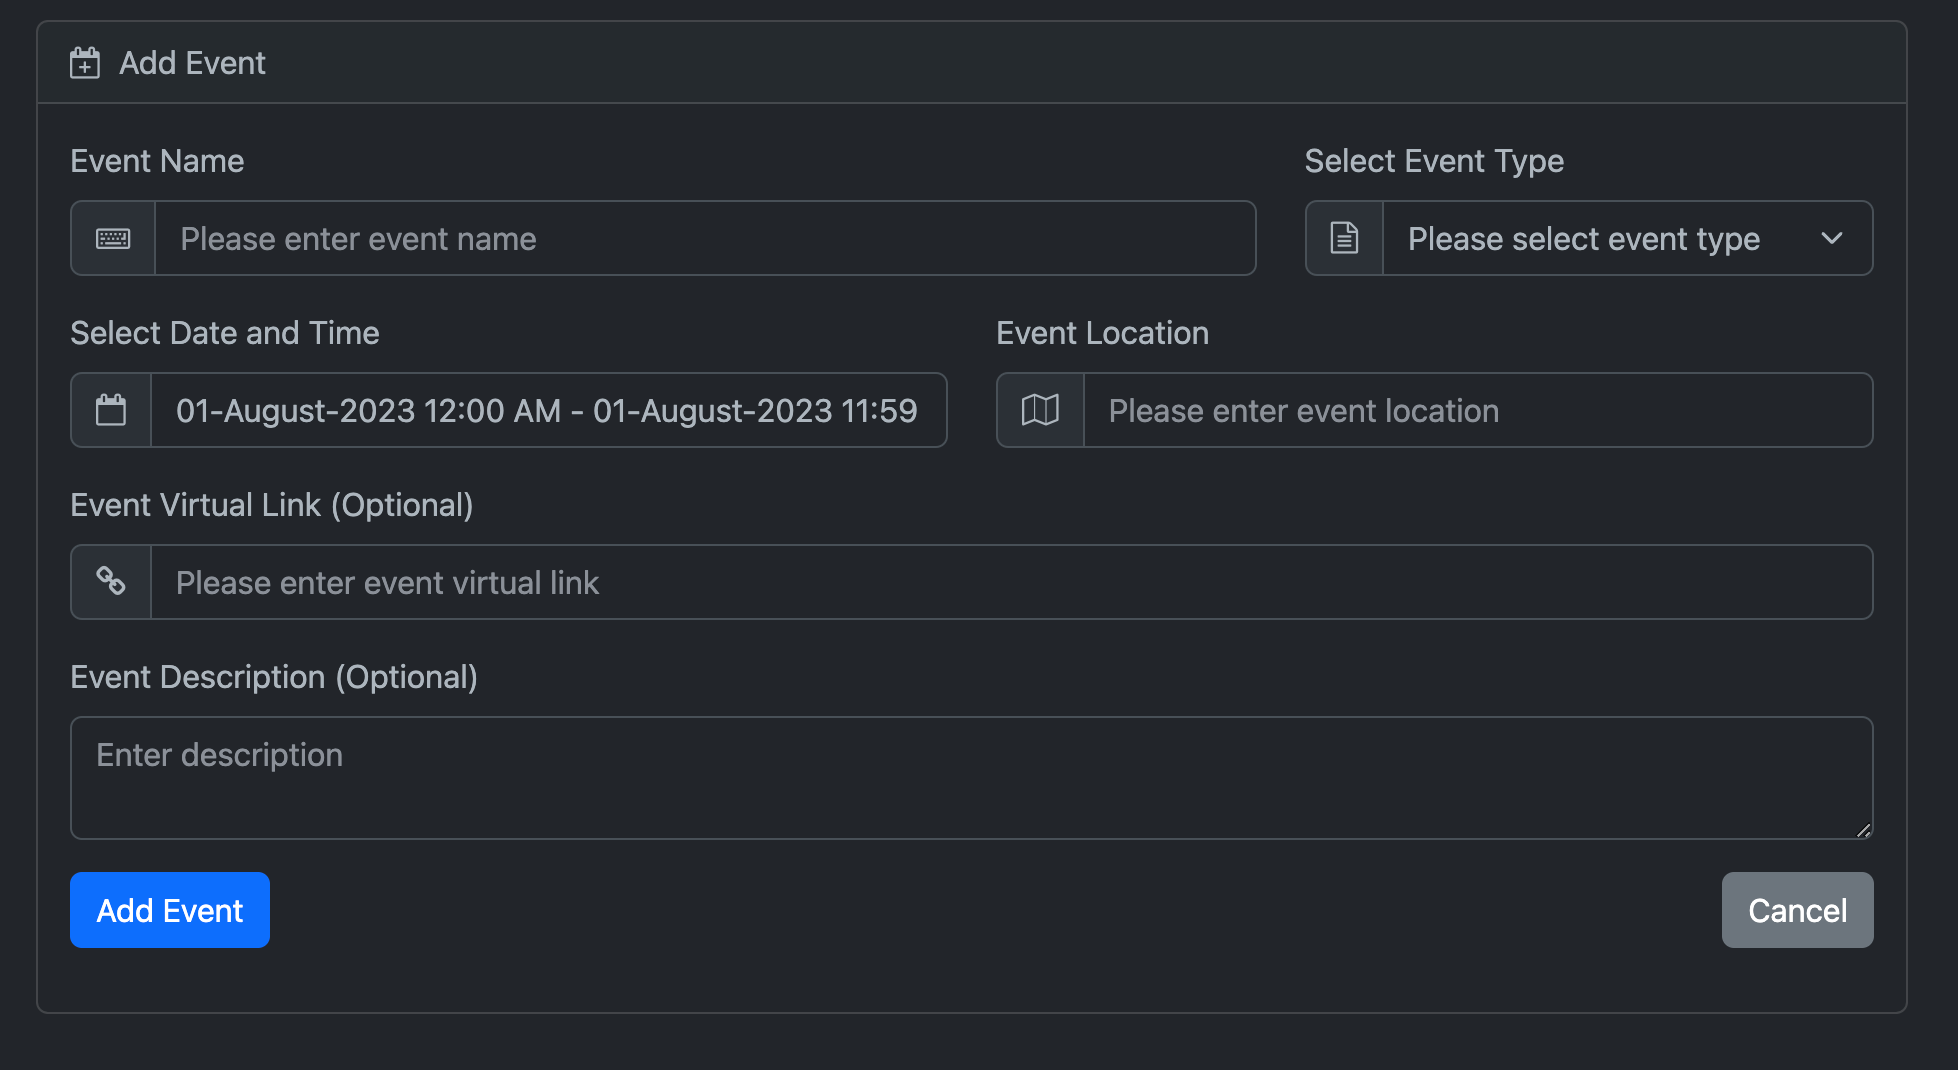 Add Event
Event Name
Select Event Type
Please enter event name
Please select event type
Select Date and Time
Event Location
01-August-2023 12:00 AM - 01-August-2023 11:59
Please enter event location
Event Virtual Link (Optional)
Please enter event virtual link
Event Description (Optional)
Enter description
Add Event
Cancel